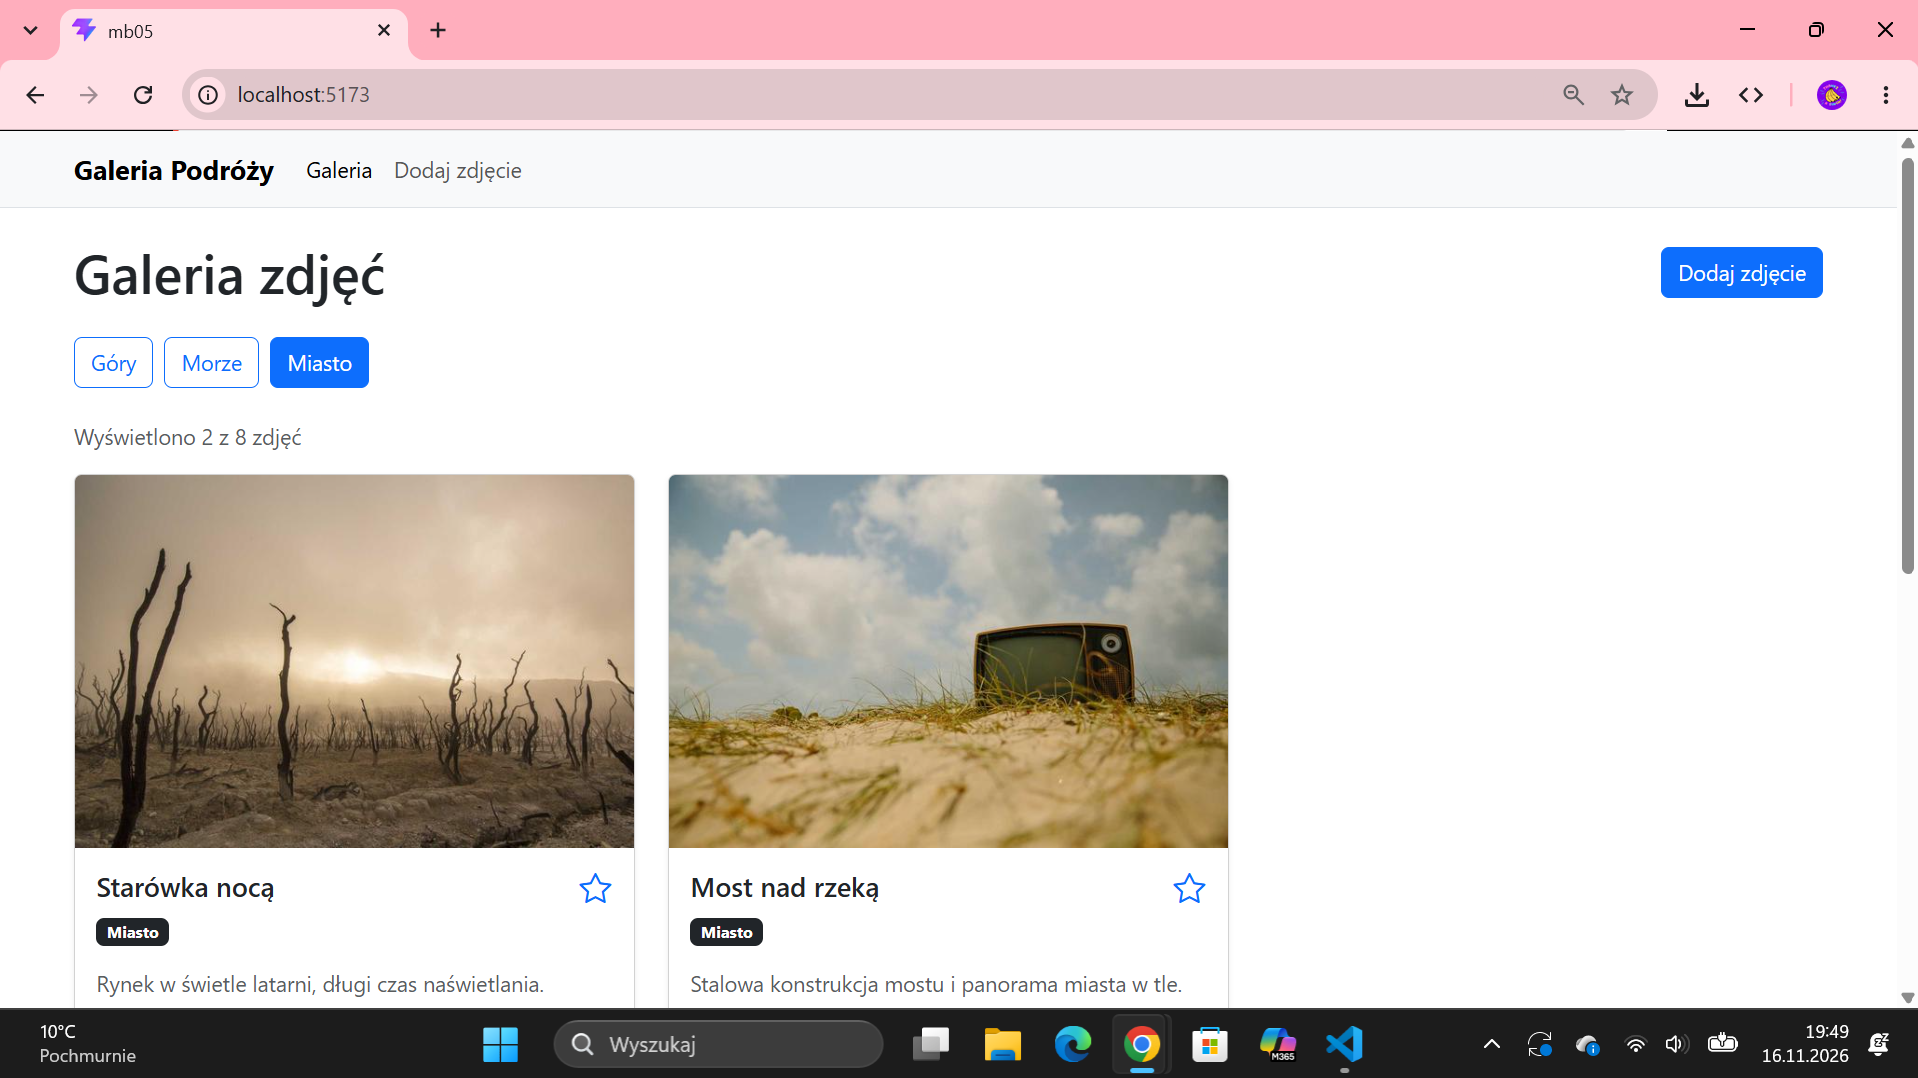 mb05
localhost:5173
Galeria Podróży Galeria Dodaj zdjęcie
Galeria zdjęć
Dodaj zdjęcie
Góry Morze Miasto
Wyświetlono 2 z 8 zdjęć
Starówka nocą
Miasto
Rynek w świetle latarni, długi czas naświetlania.
Most nad rzeką
Miasto
Stalowa konstrukcja mostu i panorama miasta w tle.
10°C
Pochmurnie
Wyszukaj
M365
19:49
16.11.2026